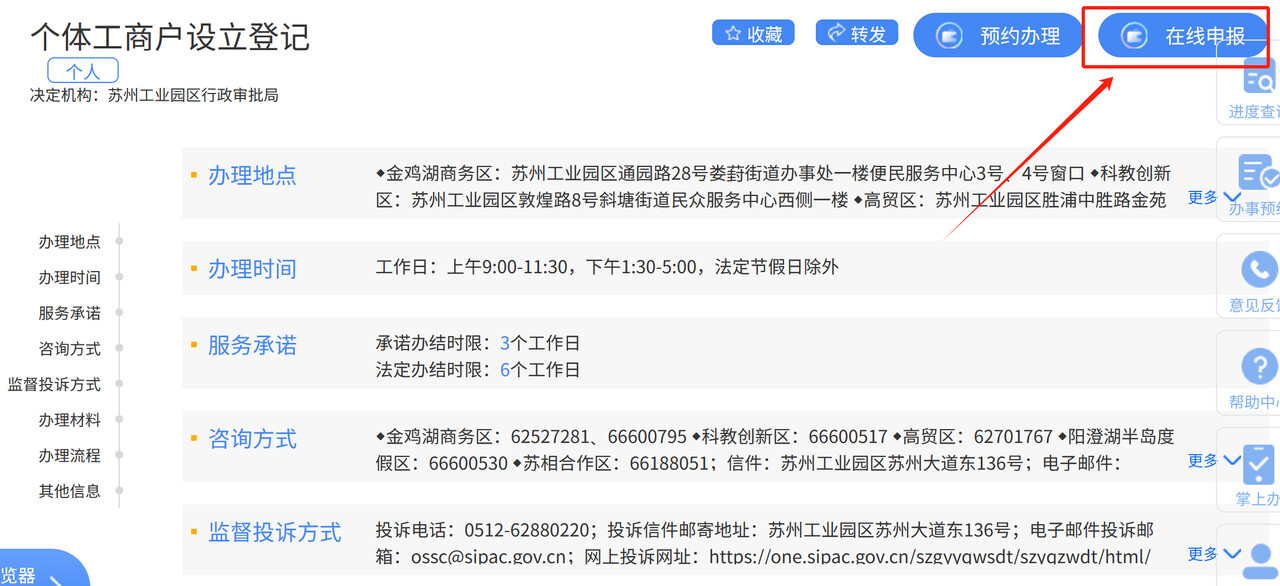 个体工商户设立登记
收藏
转发
预约办理
在线申报
个人
决定机构：苏州工业园区行政审批局
进度查
办理地点
◆金鸡湖商务区：苏州工业园区通园路28号娄葑街道办事处一楼便民服务中心3号、4号窗口 ◆科教创新
区：苏州工业园区敦煌路8号斜塘街道民众服务中心西侧一楼 ◆高贸区：苏州工业园区胜浦中胜路金苑
更多
办事预
办理地点
办理时间
服务承诺
咨询方式
监督投诉方式
办理材料
办理流程
其他信息
办理时间
工作日：上午9:00-11:30，下午1:30-5:00，法定节假日除外
意见反
服务承诺
承诺办结时限：3个工作日
法定办结时限：6个工作日
帮助中
咨询方式
◆金鸡湖商务区：62527281、66600795 ◆科教创新区：66600517 ◆高贸区：62701767 ◆阳澄湖半岛度
假区：66600530 ◆苏相合作区：66188051；信件：苏州工业园区苏州大道东136号；电子邮件：
更多
掌上办
监督投诉方式
投诉电话：0512-62880220；投诉信件邮寄地址：苏州工业园区苏州大道东136号；电子邮件投诉邮
箱：ossc@sipac.gov.cn；网上投诉网址：https://one.sipac.gov.cn/szgyyqwsdt/szyqzwdt/html/
更多
览器